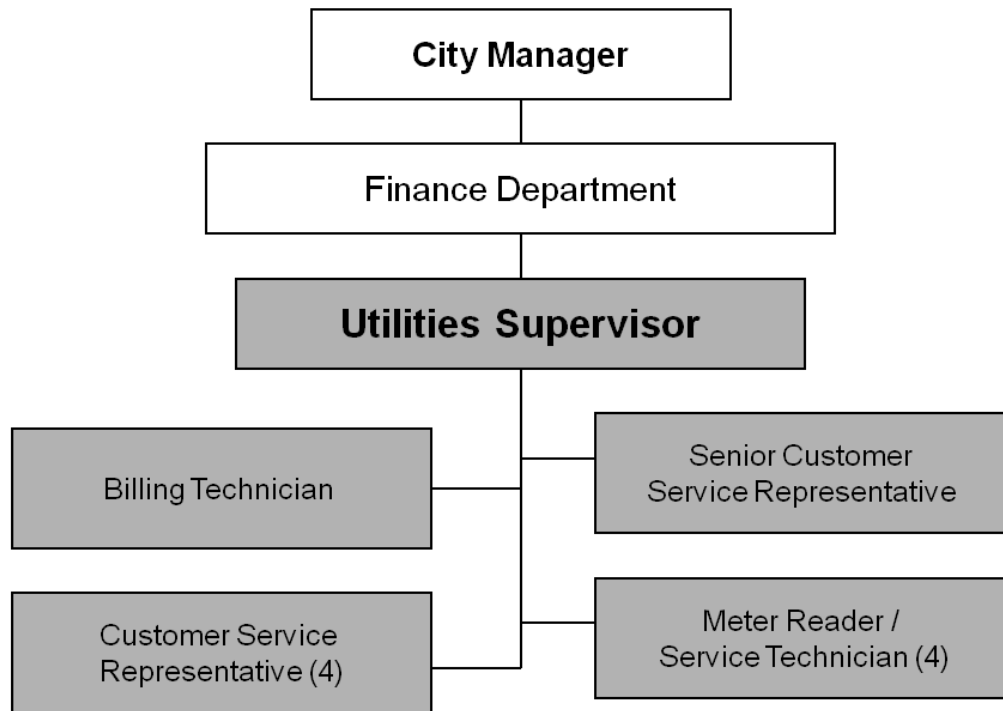 City Manager
Finance Department
Utilities Supervisor
Billing Technician
Senior Customer
Service Representative
Customer Service
Representative (4)
Meter Reader /
Service Technician (4)